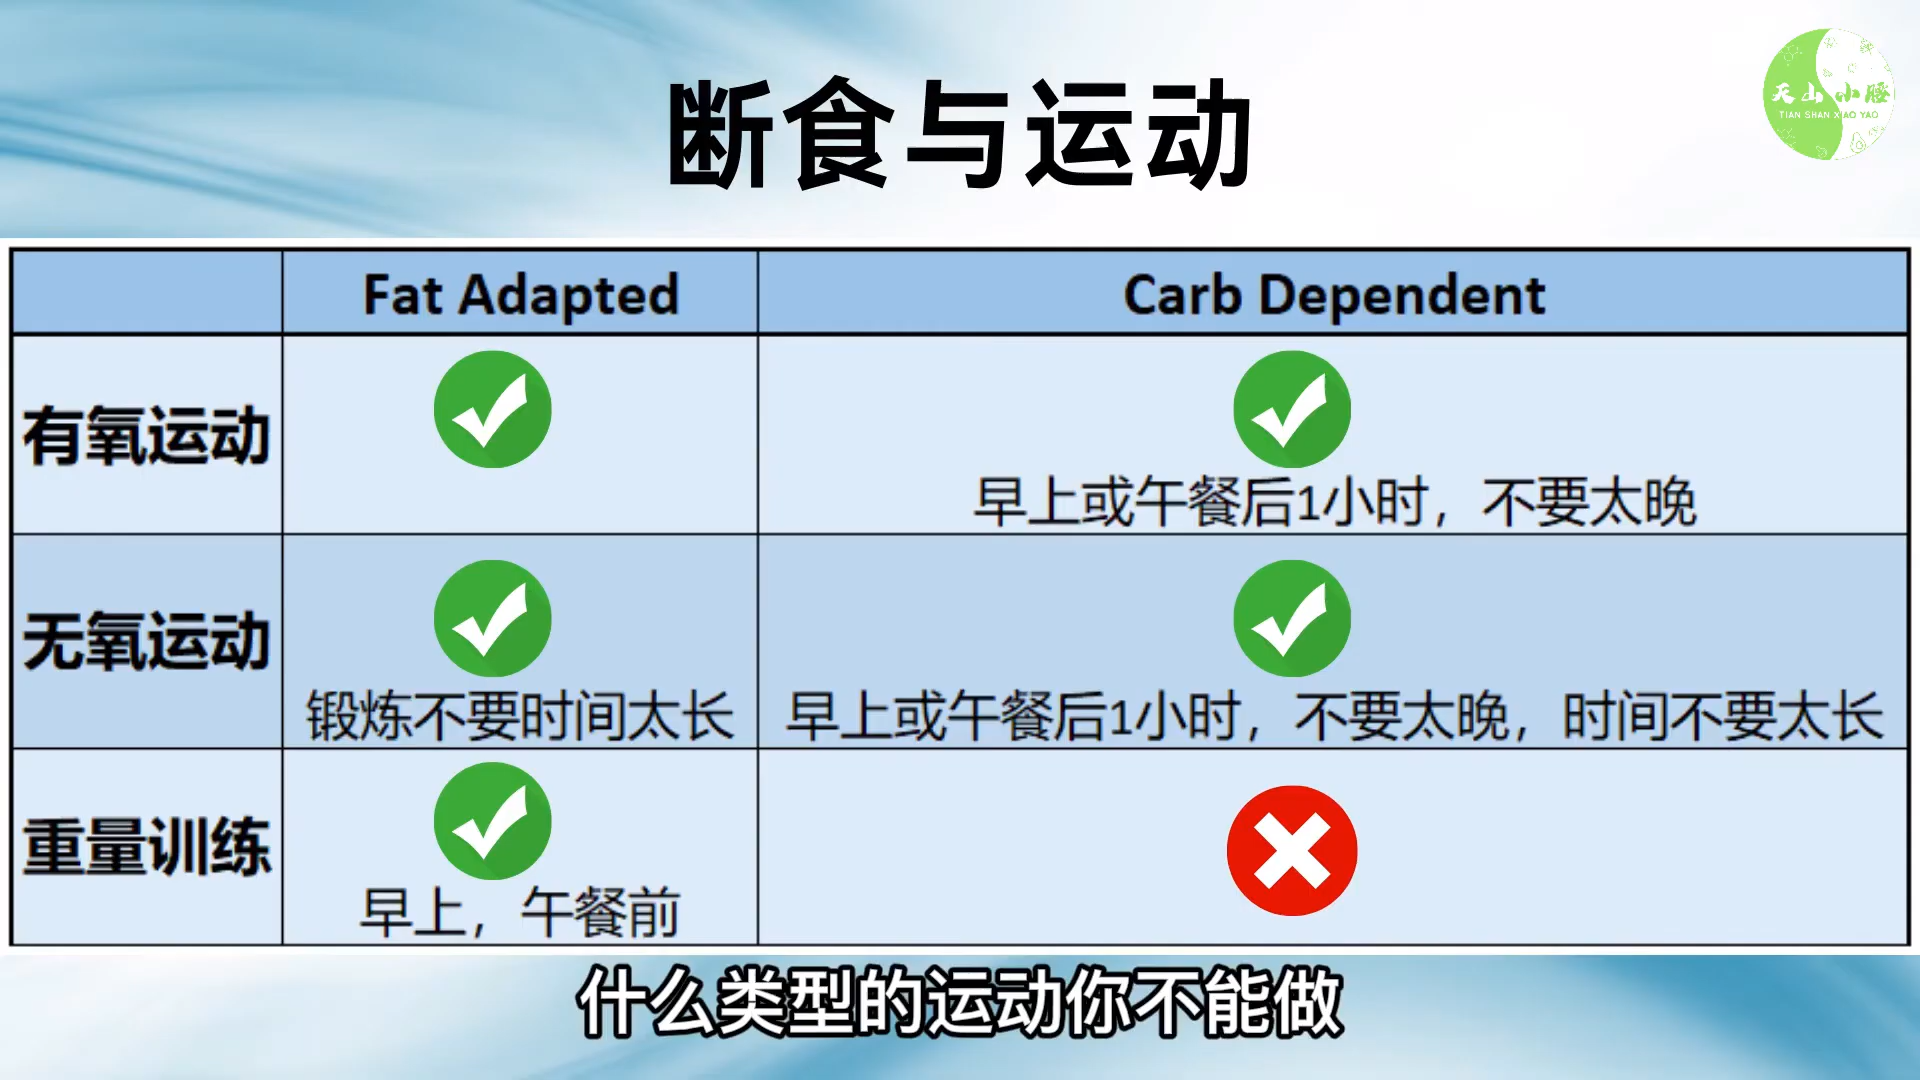 断食与运动
天山小膥
TIAN SHAN XIAO YAO
Fat Adapted
Carb Dependent
有氧运动
早上或午餐后1小时，不要太晚
无氧运动
锻炼不要时间太长
早上或午餐后1小时，不要太晚，时间不要太长
重量训练
早上，午餐前
什么类型的运动你不能做